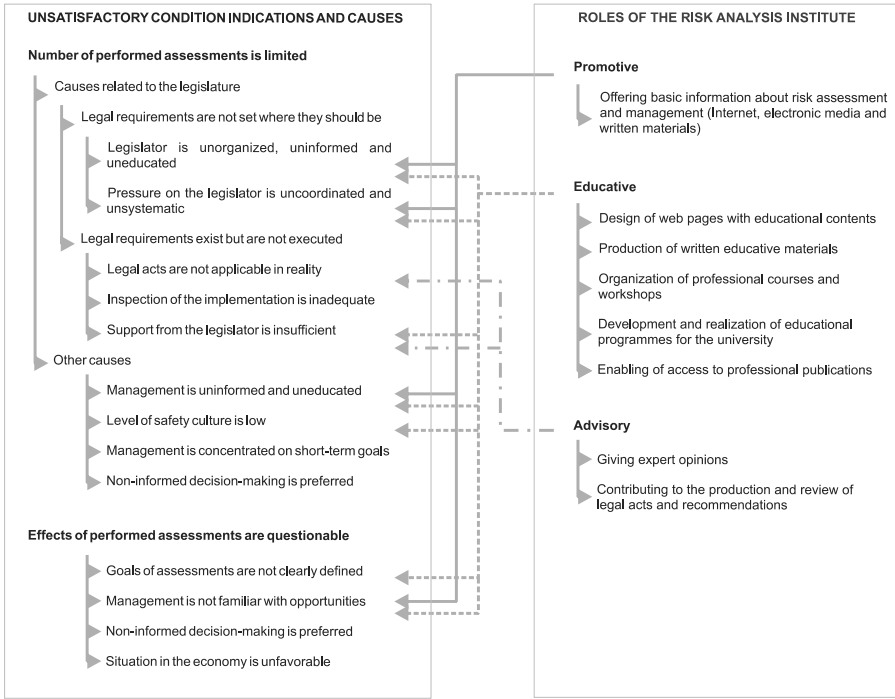 UNSATISFACTORY CONDITION INDICATIONS AND CAUSES
Number of performed assessments is limited
Causes related to the legislature
Legal requirements are not set where they should be
Legislator is unorganized, uninformed and
uneducated
Pressure on the legislator is uncoordinated and
unsystematic
Legal requirements exist but are not executed
Legal acts are not applicable in reality
Inspection of the implementation is inadequate
Support from the legislator is insufficient
Other causes
Management is uninformed and uneducated
Level of safety culture is low
Management is concentrated on short-term goals
Non-informed decision-making is preferred
Effects of performed assessments are questionable
Goals of assessments are not clearly defined
Management is not familiar with opportunities
Non-informed decision-making is preferred
Situation in the economy is unfavorable
ROLES OF THE RISK ANALYSIS INSTITUTE
Promotive
Offering basic information about risk assessment
and management (Internet, electronic media and
written materials)
Educative
Design of web pages with educational contents
Production of written educative materials
Organization of professional courses and
workshops
Development and realization of educational
programmes for the university
Enabling of access to professional publications
Advisory
Giving expert opinions
Contributing to the production and review of
legal acts and recommendations